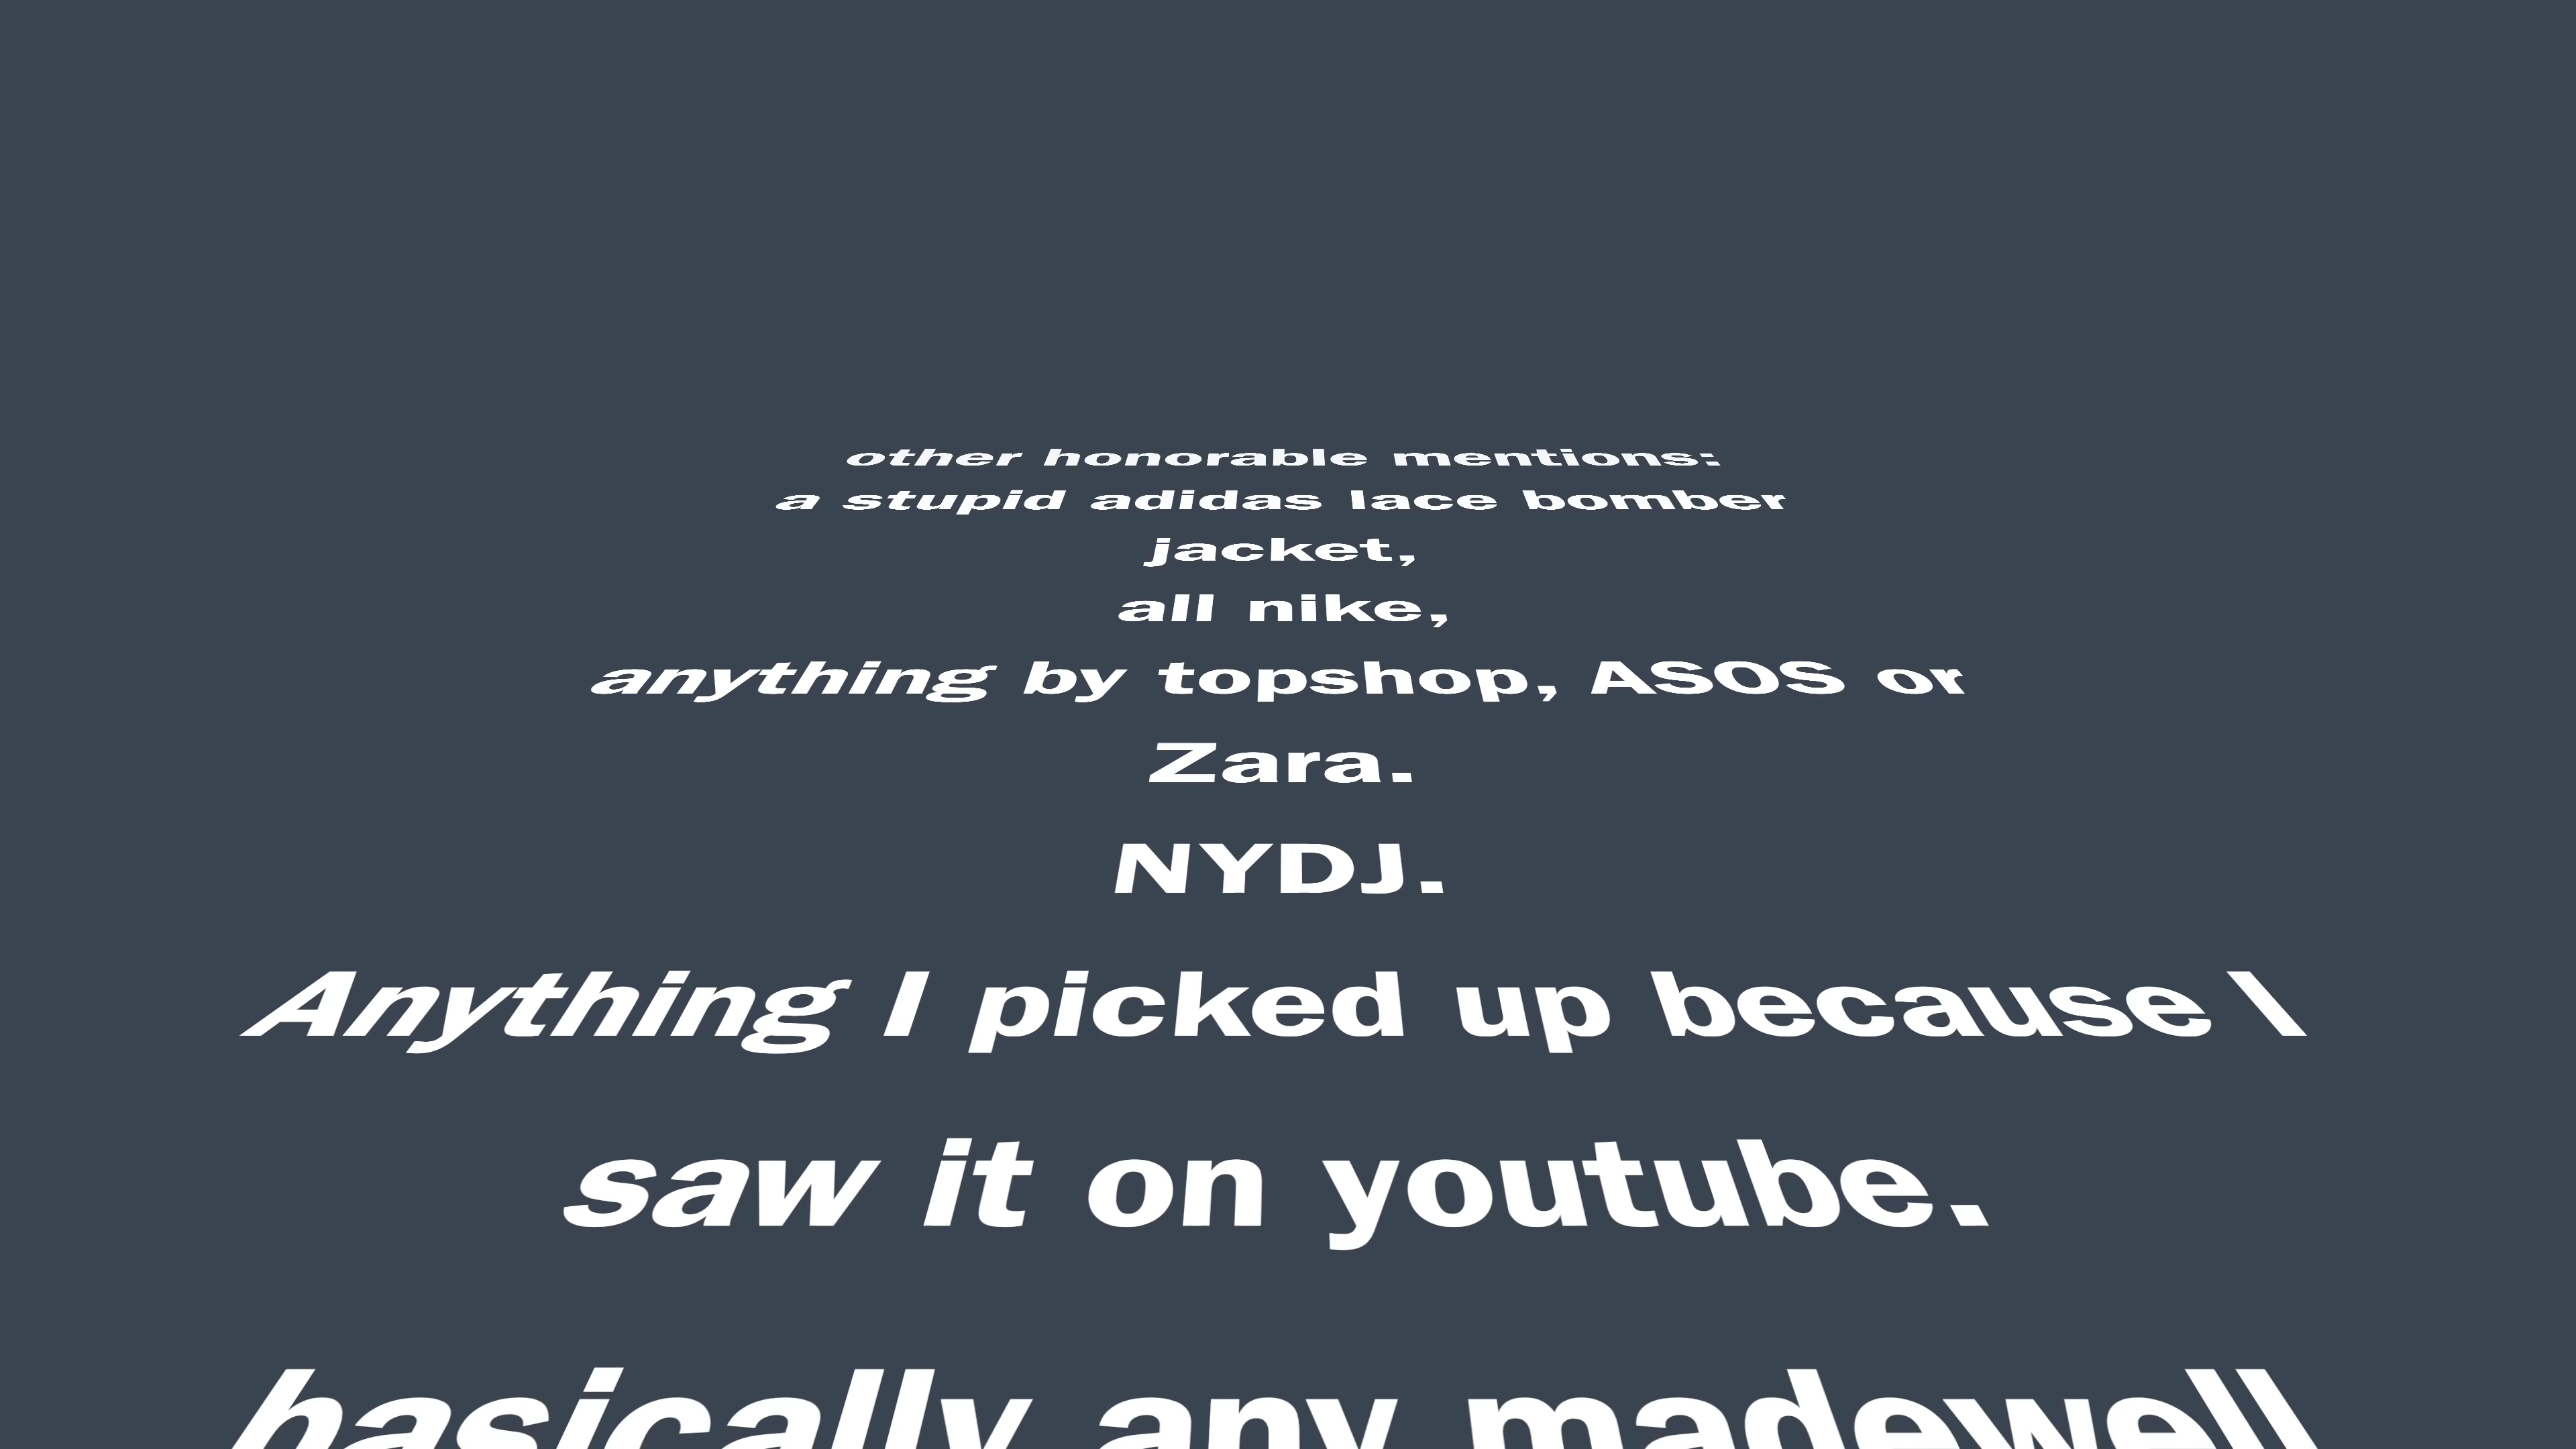 other honorable mentions:
a stupid adidas lace bomber
jacket,
all nike,
anything by topshop, ASOS or
Zara.
NYDJ.
Anything I picked up because I
saw it on youtube.
basically any madewell